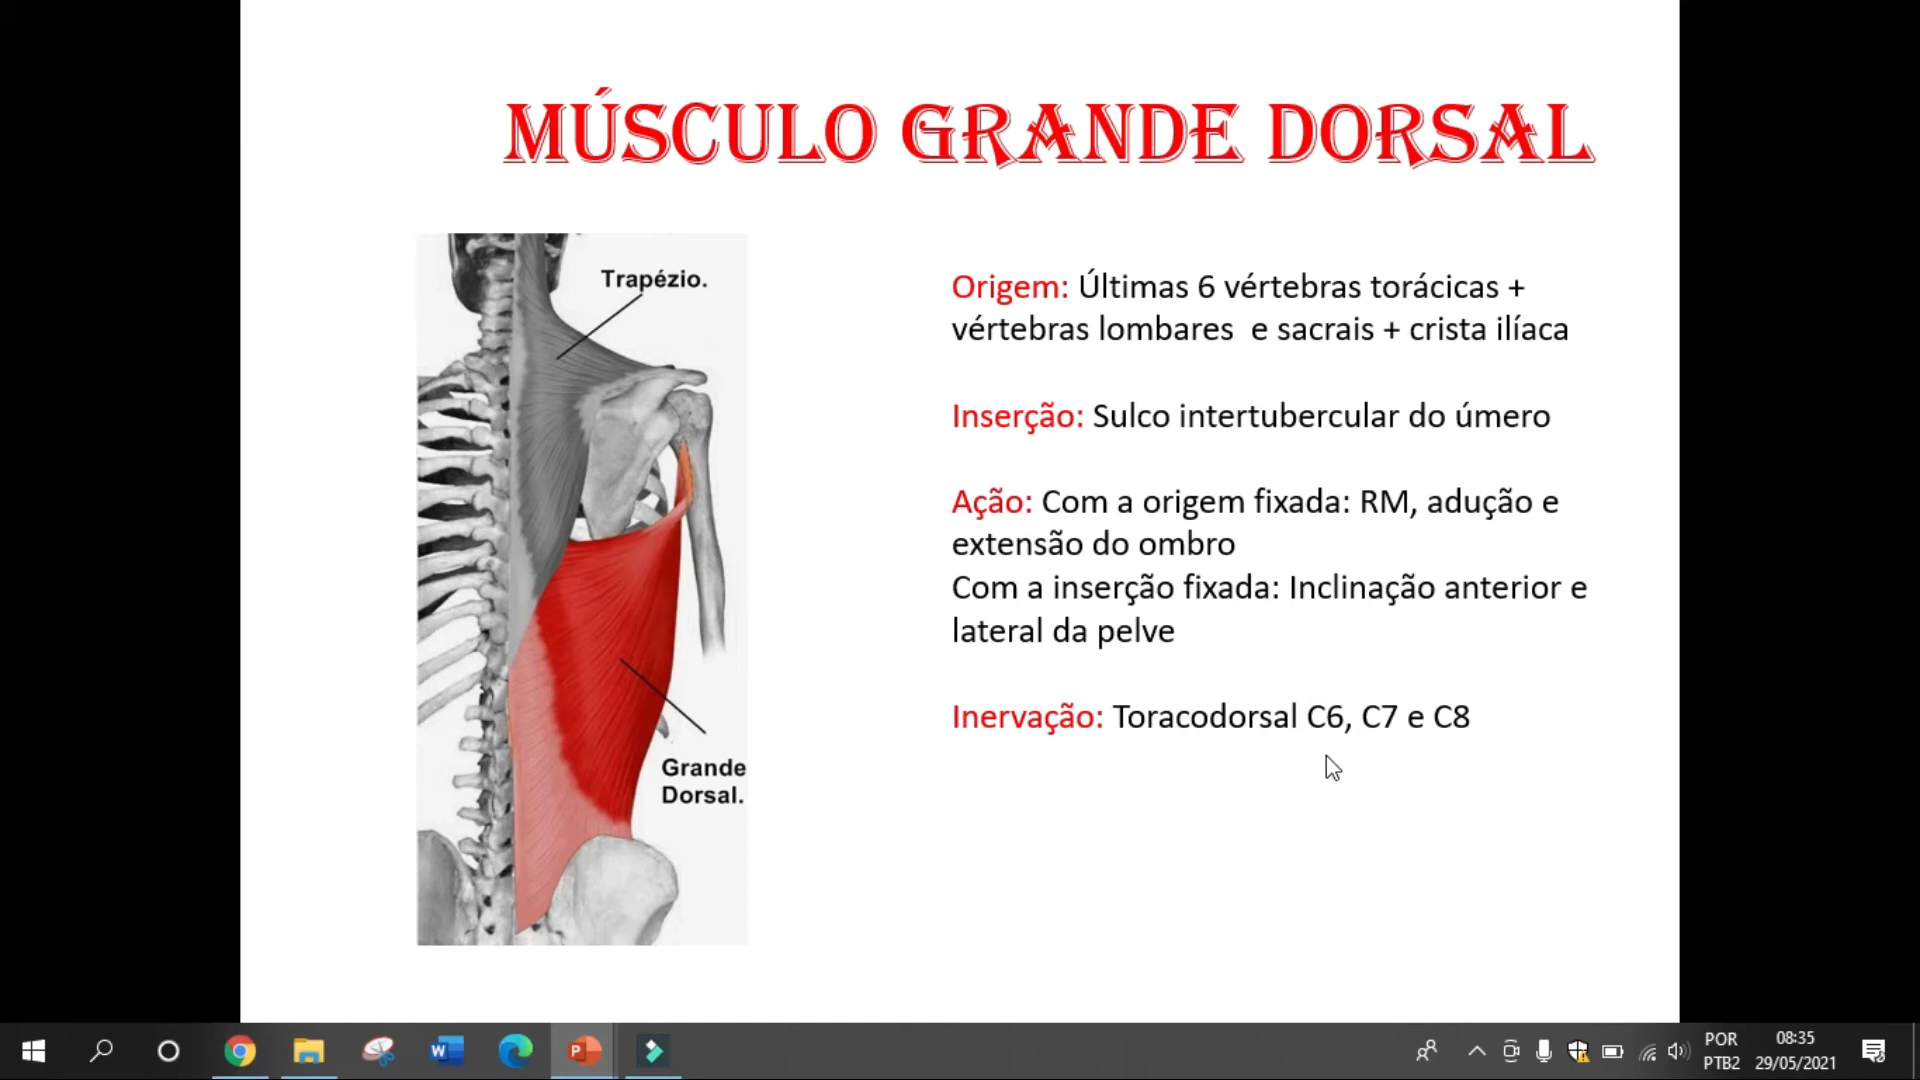 MÚSCULO GRANDE DORSAL
Trapézio.
Grande
Dorsal.
Origem: Últimas 6 vértebras torácicas +
vértebras lombares e sacrais + crista ilíaca
Inserção: Sulco intertubercular do úmero
Ação: Com a origem fixada: RM, adução e
extensão do ombro
Com a inserção fixada: Inclinação anterior e
lateral da pelve
Inervação: Toracodorsal C6, C7 e C8
POR
PTB2
08:35
29/05/2021